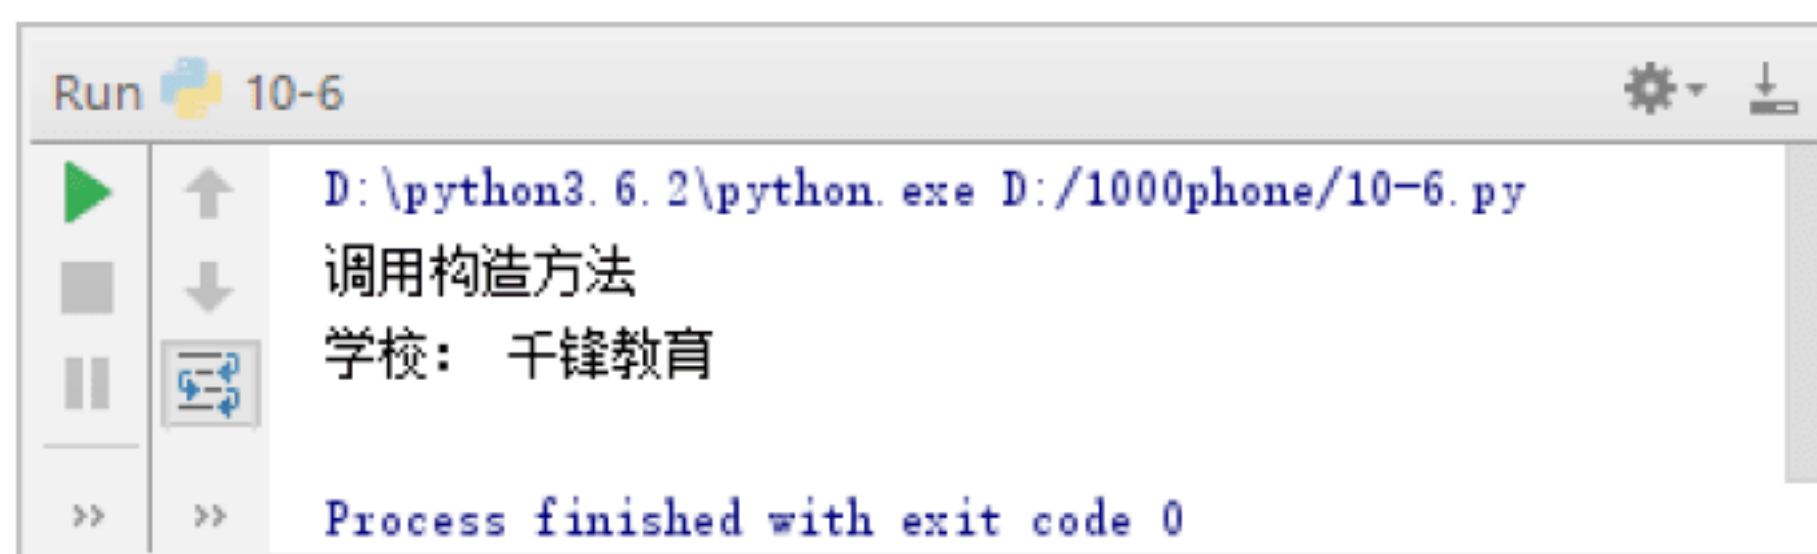 Run 10-6
D:\python3.6.2\python.exe D:/1000phone/10-6.py
调用构造方法
学校： 千锋教育
Process finished with exit code 0